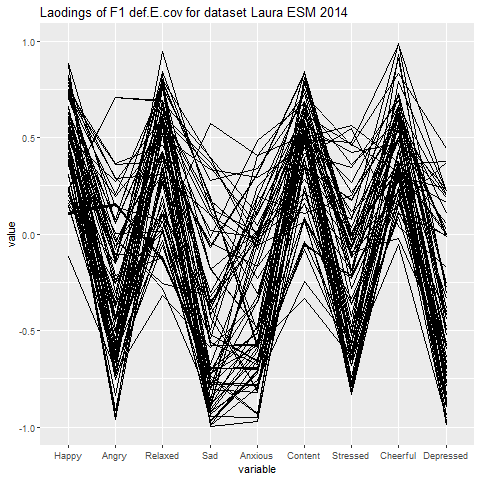 Laodings of F1 def.E.cov for dataset Laura ESM 2014
1.0
0.5
0.0
-0.5
-1.0
value
Happy Angry Relaxed Sad Anxious Content Stressed Cheerful Depressed
variable